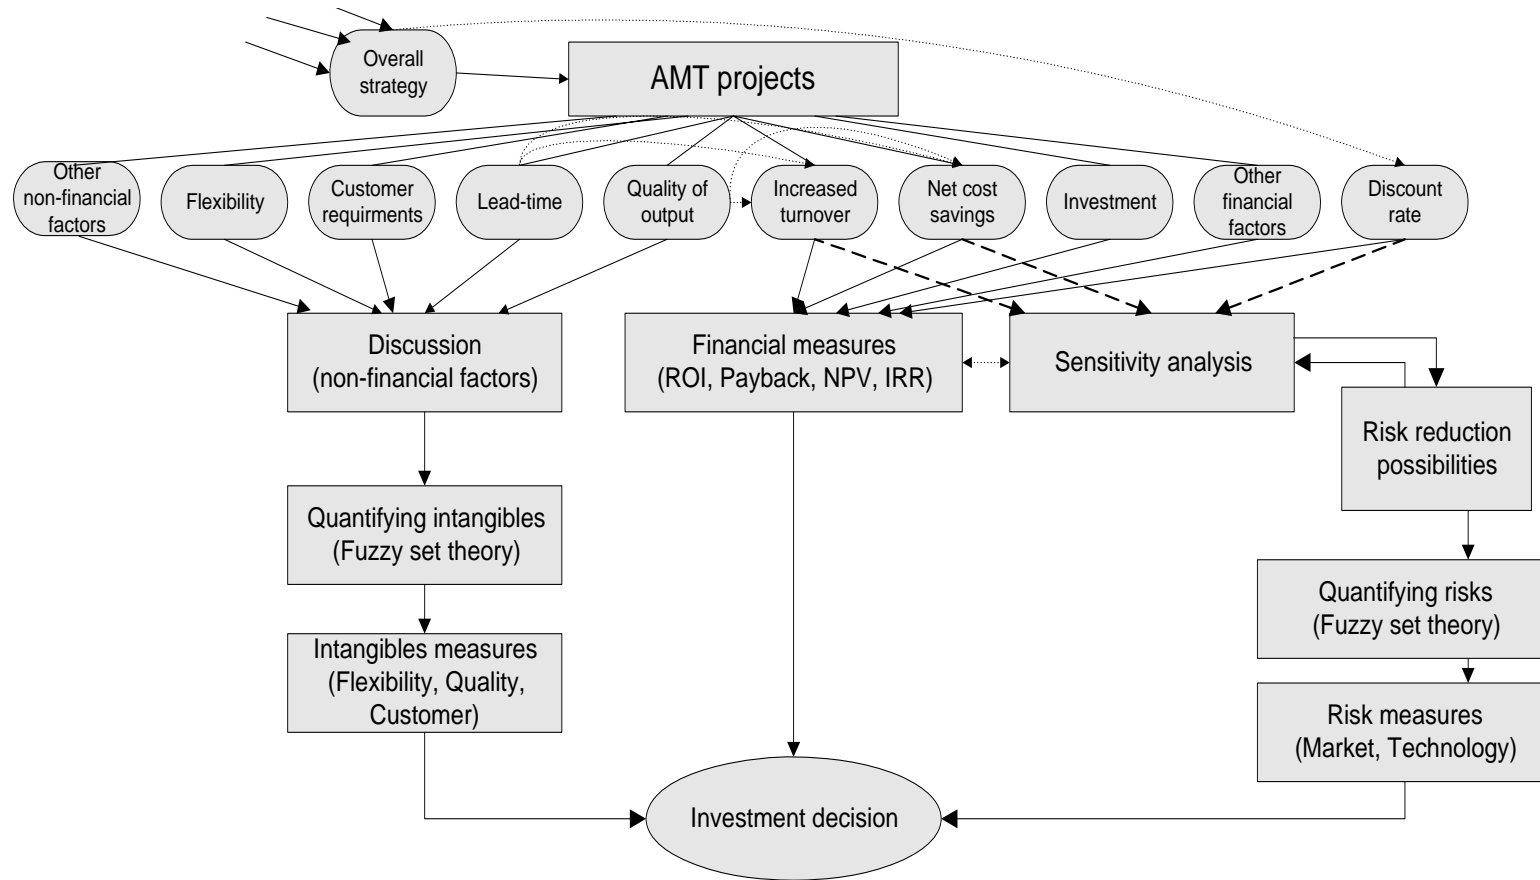 Overall
strategy
AMT projects
Other
non-financial
factors
Flexibility
Customer
requirments
Lead-time
Quality of
output
Increased
turnover
Net cost
savings
Investment
Other
financial
factors
Discount
rate
Discussion
(non-financial factors)
Financial measures
(ROI, Payback, NPV, IRR)
Sensitivity analysis
Risk reduction
possibilities
Quantifying intangibles
(Fuzzy set theory)
Quantifying risks
(Fuzzy set theory)
Intangibles measures
(Flexibility, Quality,
Customer)
Risk measures
(Market, Technology)
Investment decision